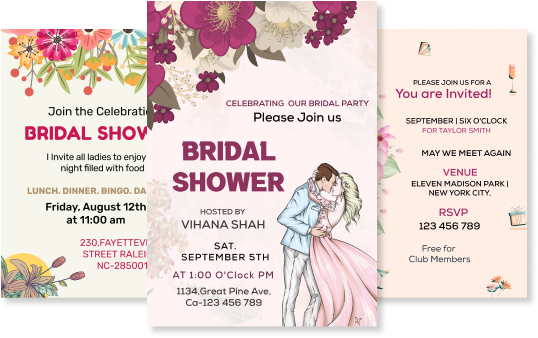 Join the Celebratio
BRIDAL SHOW
I Invite all ladies to enjoy
night filled with food
LUNCH. DINNER. BINGO. DA
Friday, August 12th
at 11:00 am
230,FAYETTEVI
STREET RALEI
NC-285001
CELEBRATING OUR BRIDAL PARTY
Please Join us
BRIDAL
SHOWER
HOSTED BY
VIHANA SHAH
SAT.
SEPTEMBER 5TH
AT 1:00 O'Clock PM
1134,Great Pine Ave,
Ca-123 456 789
PLEASE JOIN US FOR A
You are Invited!
SEPTEMBER | SIX O'CLOCK
FOR TAYLOR SMITH
MAY WE MEET AGAIN
VENUE
ELEVEN MADISON PARK |
NEW YORK CITY,
RSVP
123 456 789
Free for
Club Members